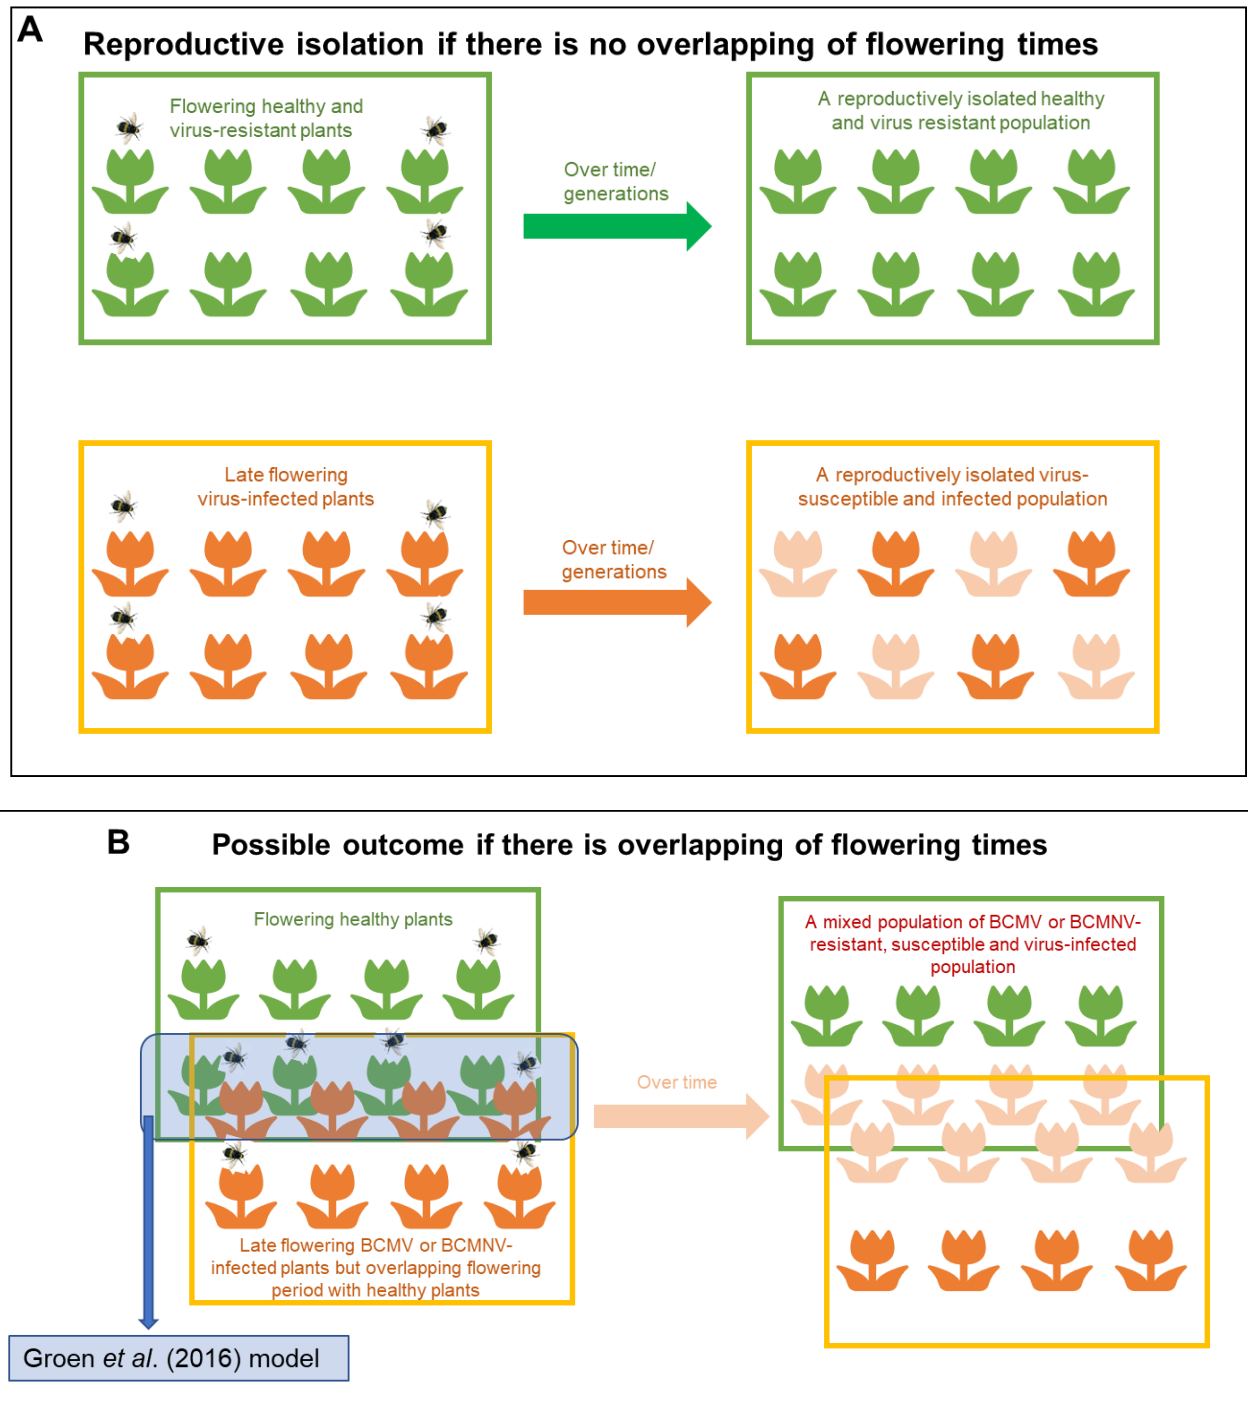 A
Reproductive isolation if there is no overlapping of flowering times
Flowering healthy and
virus-resistant plants
Over time/
generations
A reproductively isolated healthy
and virus resistant population
Late flowering
virus-infected plants
Over time/
generations
A reproductively isolated virus-
susceptible and infected population
B
Possible outcome if there is overlapping of flowering times
Flowering healthy plants
Late flowering BCMV or BCMNV-
infected plants but overlapping flowering
period with healthy plants
Over time
A mixed population of BCMV or BCMNV-
resistant, susceptible and virus-infected
population
Groen et al. (2016) model